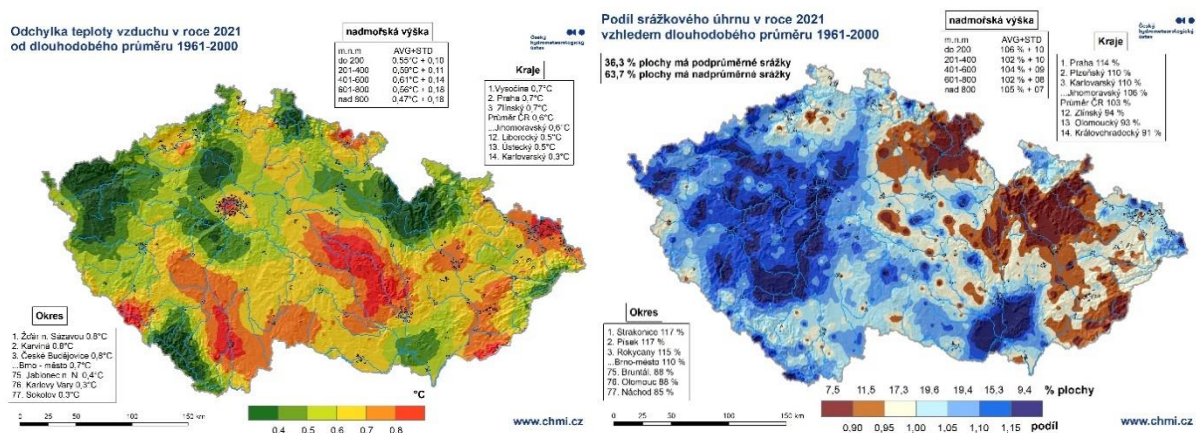 Odchylka teploty vzduchu v roce 2021
od dlouhodobého průměru 1961-2000
nadmořská výška
m.n.m AVG+STD
do 200 0.55°C + 0,10
201-400 0,59°C + 0,11
401-600 0,61°C + 0,14
601-800 0,56°C + 0,18
nad 800 0,47°C + 0,18
Český
hydrometeorologický
ústav
Kraje
1.Vysočina 0,7°C
2. Praha 0.7°C
3. Zlínský 0.7°C
Průměr ČR 0,6°C
...Jihomoravský 0,6°C
12. Liberecký 0.5°C
13. Ústecký 0.5°C
14. Karlovarský 0.3°C
Okres
1. Žďár n. Sázavou 0.8°C
2. Karviná 0.8°C
3. České Budějovice 0,8°C
...Brno - město 0,7°C
75. Jablonec n. N. 0,4°C
76. Karlovy Vary 0,3°C
77. Sokolov 0.3°C
0 25 50 100 150 km
°C
0.4 0.5 0.6 0.7 0.8
www.chmi.cz
Podíl srážkového úhrnu v roce 2021
vzhledem dlouhodobého průměru 1961-2000
36,3 % plochy má podprůměrné srážky
63,7 % plochy má nadprůměrné srážky
nadmořská výška
m.n.m AVG+STD
do 200 106 % + 10
201-400 102 % + 10
401-600 104 % + 09
601-800 102 % + 08
nad 800 105 % + 07
Český
hydrometeorologický
ústav
Kraje
1. Praha 114 %
2. Plzeňský 110 %
3. Karlovarský 110 %
...Jihomoravský 106 %
Průměr ČR 103 %
12. Zlínský 94 %
13. Olomoucký 93 %
14. Královéhradecký 91 %
Okres
1. Strakonice 117 %
2. Písek 117 %
3. Rokycany 115 %
...Brno-město 110 %
75. Bruntál. 88 %
76. Olomouc 88 %
77. Náchod 85 %
0 25 50 100 150 km
7,5 11,5 17,3 19,6 19,4 15,3 9,4 % plochy
0,90 0,95 1,00 1,05 1,10 1,15
podíl
www.chmi.cz